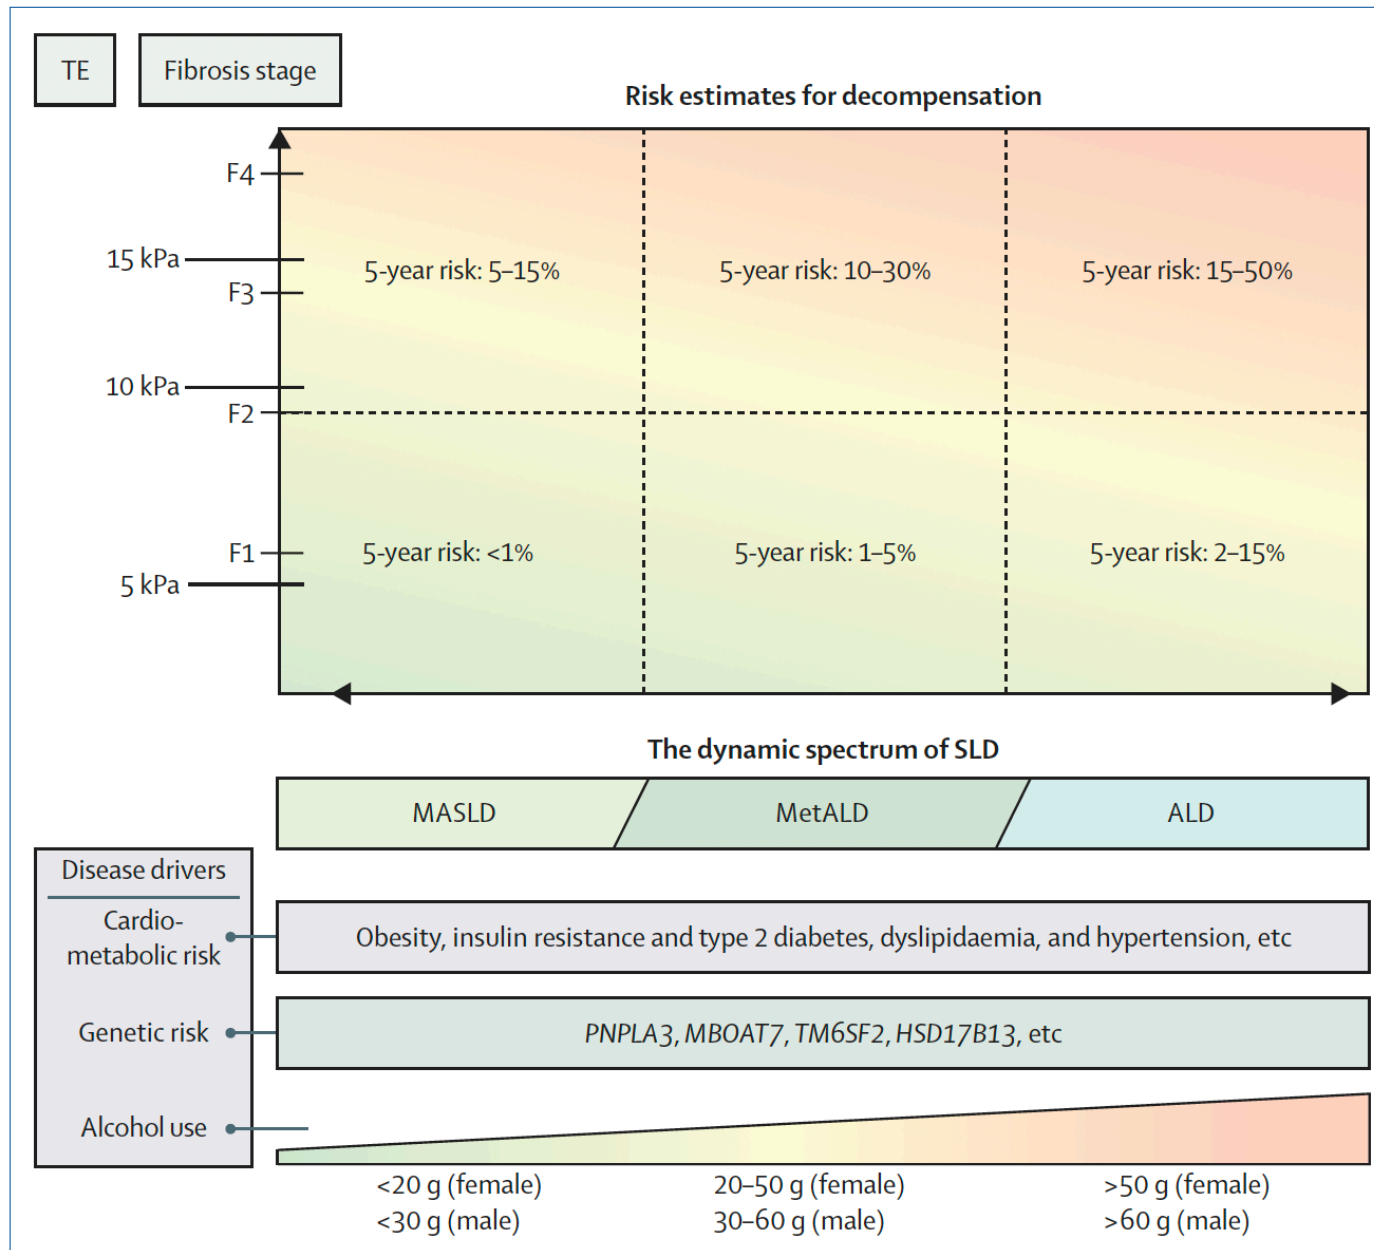 TE
Fibrosis stage
Risk estimates for decompensation
F4
15 kPa
F3
10 kPa
F2
F1
5 kPa
5-year risk: 5–15%
5-year risk: 10–30%
5-year risk: 15–50%
5-year risk: <1%
5-year risk: 1–5%
5-year risk: 2–15%
The dynamic spectrum of SLD
MASLD
MetALD
ALD
Disease drivers
Cardio-
metabolic risk
Obesity, insulin resistance and type 2 diabetes, dyslipidaemia, and hypertension, etc
Genetic risk
PNPLA3, MBOAT7, TM6SF2, HSD17B13, etc
Alcohol use
<20 g (female)
<30 g (male)
20–50 g (female)
30–60 g (male)
>50 g (female)
>60 g (male)